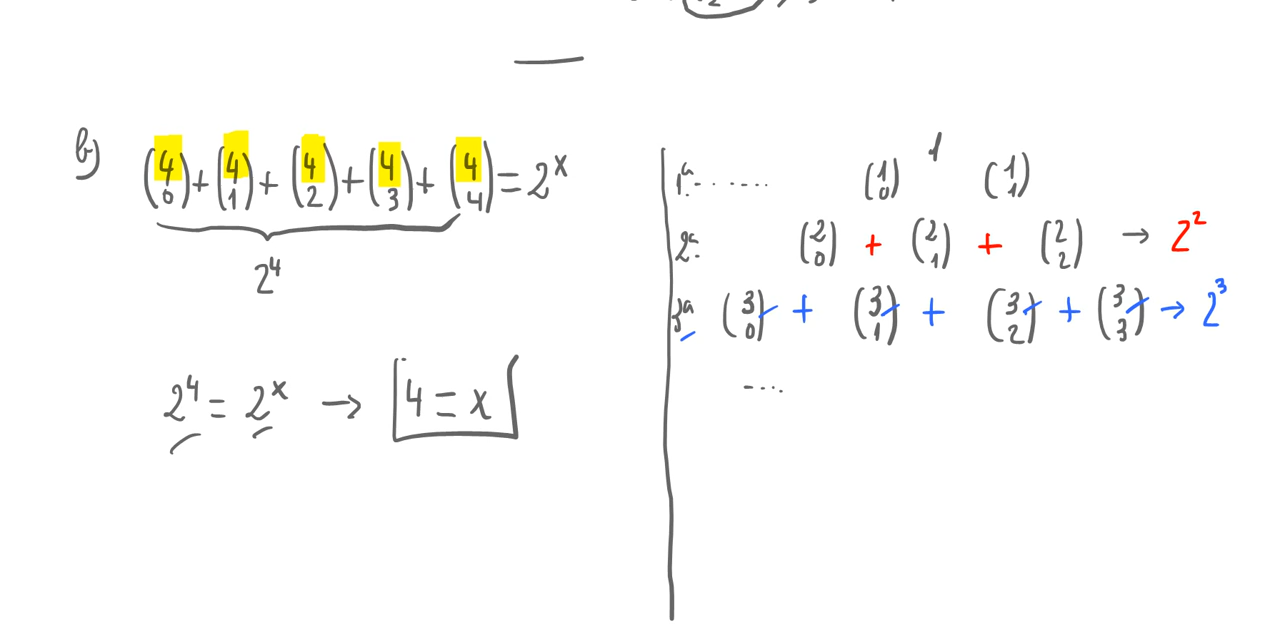 b) (4 0) + (4 1) + (4 2) + (4 3) + (4 4) = 2^x
2^4
2^4 = 2^x → 4 = x
1ª ...... (1 0) 1 (1 1)
2ª (2 0) + (2 1) + (2 2) → 2^2
3ª (3 0) + (3 1) + (3 2) + (3 3) → 2^3
....